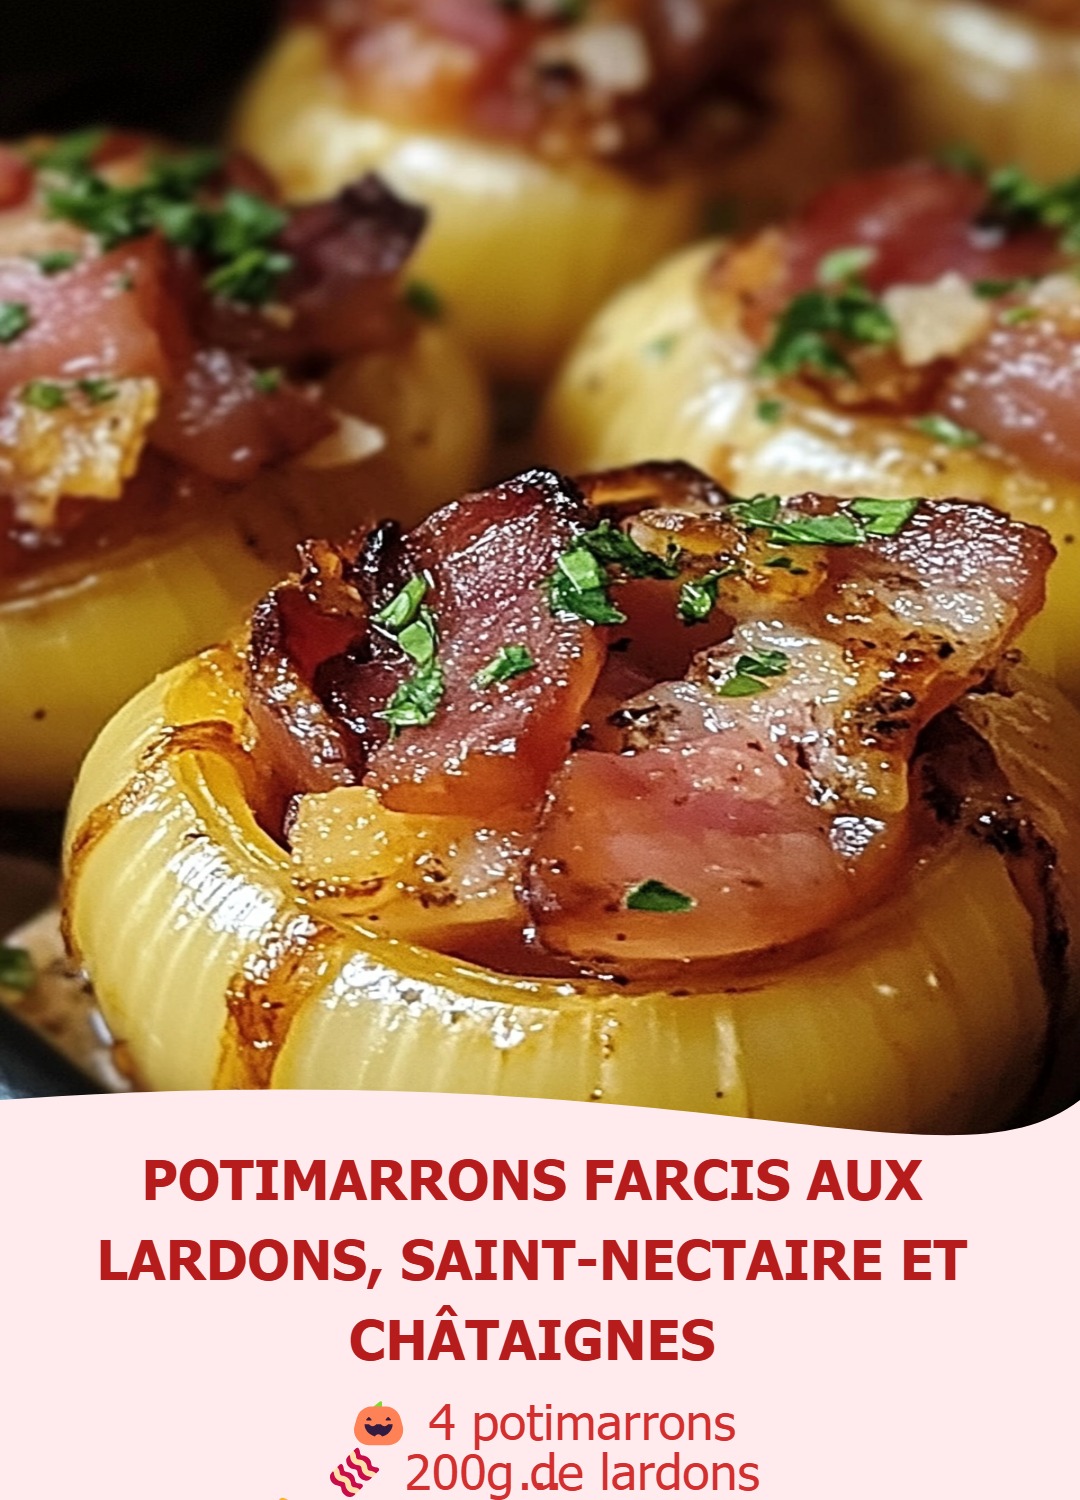 POTIMARRONS FARCIS AUX
LARDONS, SAINT-NECTAIRE ET
CHÂTAIGNES
🎃 4 potimarrons
🥓 200g de lardons
...